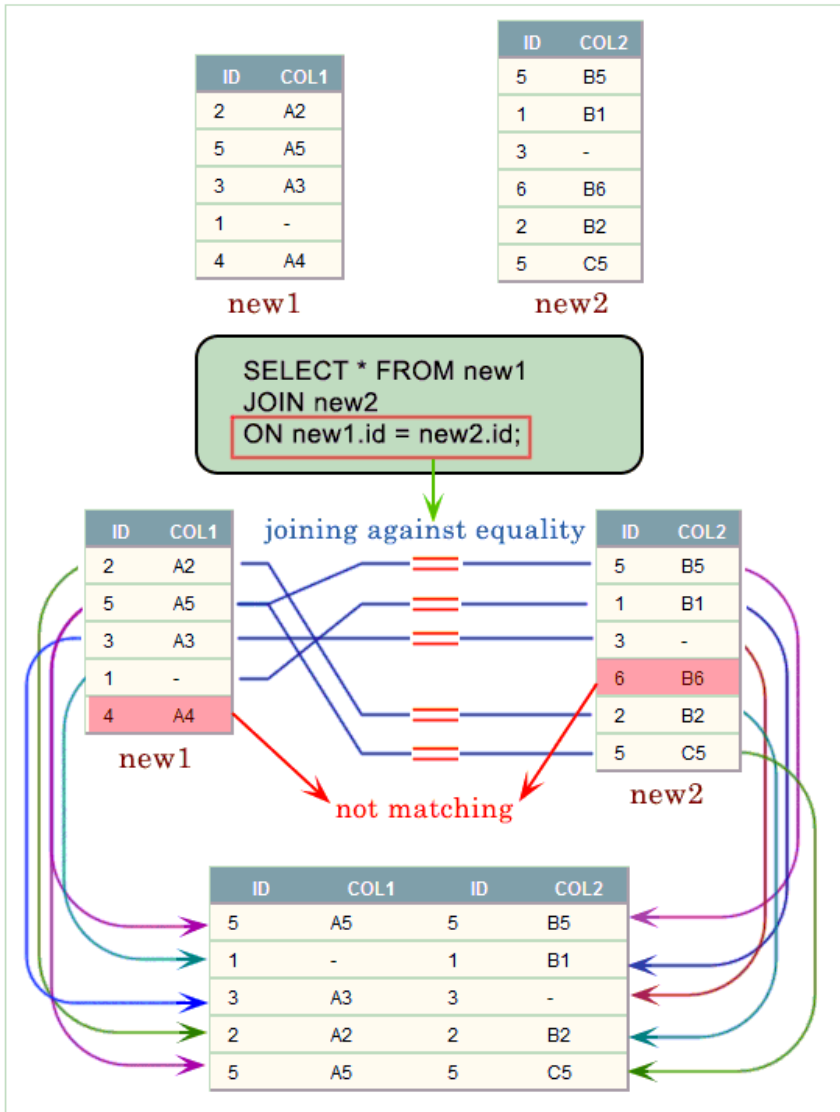 ID COL1
2 A2
5 A5
3 A3
1 -
4 A4
new1
ID COL2
5 B5
1 B1
3 -
6 B6
2 B2
5 C5
new2
SELECT * FROM new1
JOIN new2
ON new1.id = new2.id;
joining against equality
ID COL1
2 A2
5 A5
3 A3
1 -
4 A4
new1
ID COL2
5 B5
1 B1
3 -
6 B6
2 B2
5 C5
new2
not matching
ID COL1 ID COL2
5 A5 5 B5
1 - 1 B1
3 A3 3 -
2 A2 2 B2
5 A5 5 C5